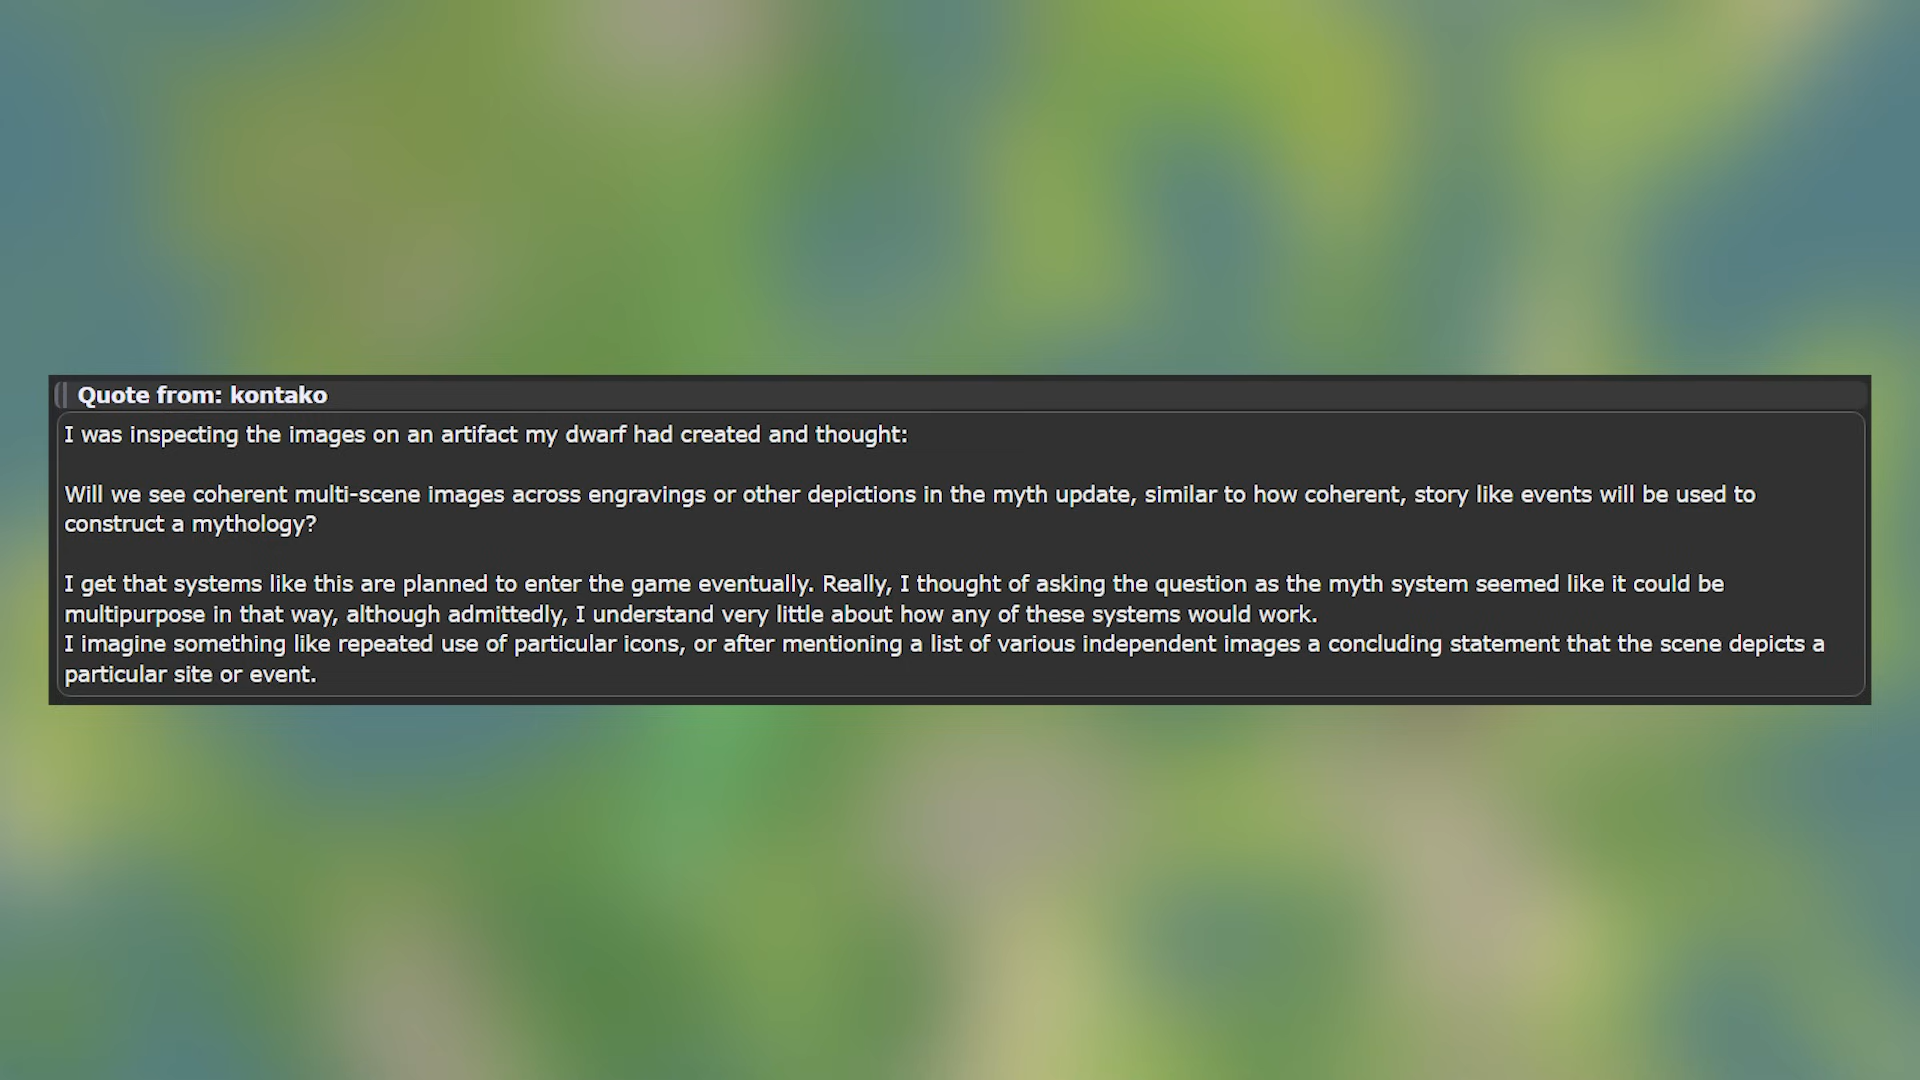 Quote from: kontako
I was inspecting the images on an artifact my dwarf had created and thought:
Will we see coherent multi-scene images across engravings or other depictions in the myth update, similar to how coherent, story like events will be used to
construct a mythology?
I get that systems like this are planned to enter the game eventually. Really, I thought of asking the question as the myth system seemed like it could be
multipurpose in that way, although admittedly, I understand very little about how any of these systems would work.
I imagine something like repeated use of particular icons, or after mentioning a list of various independent images a concluding statement that the scene depicts a
particular site or event.